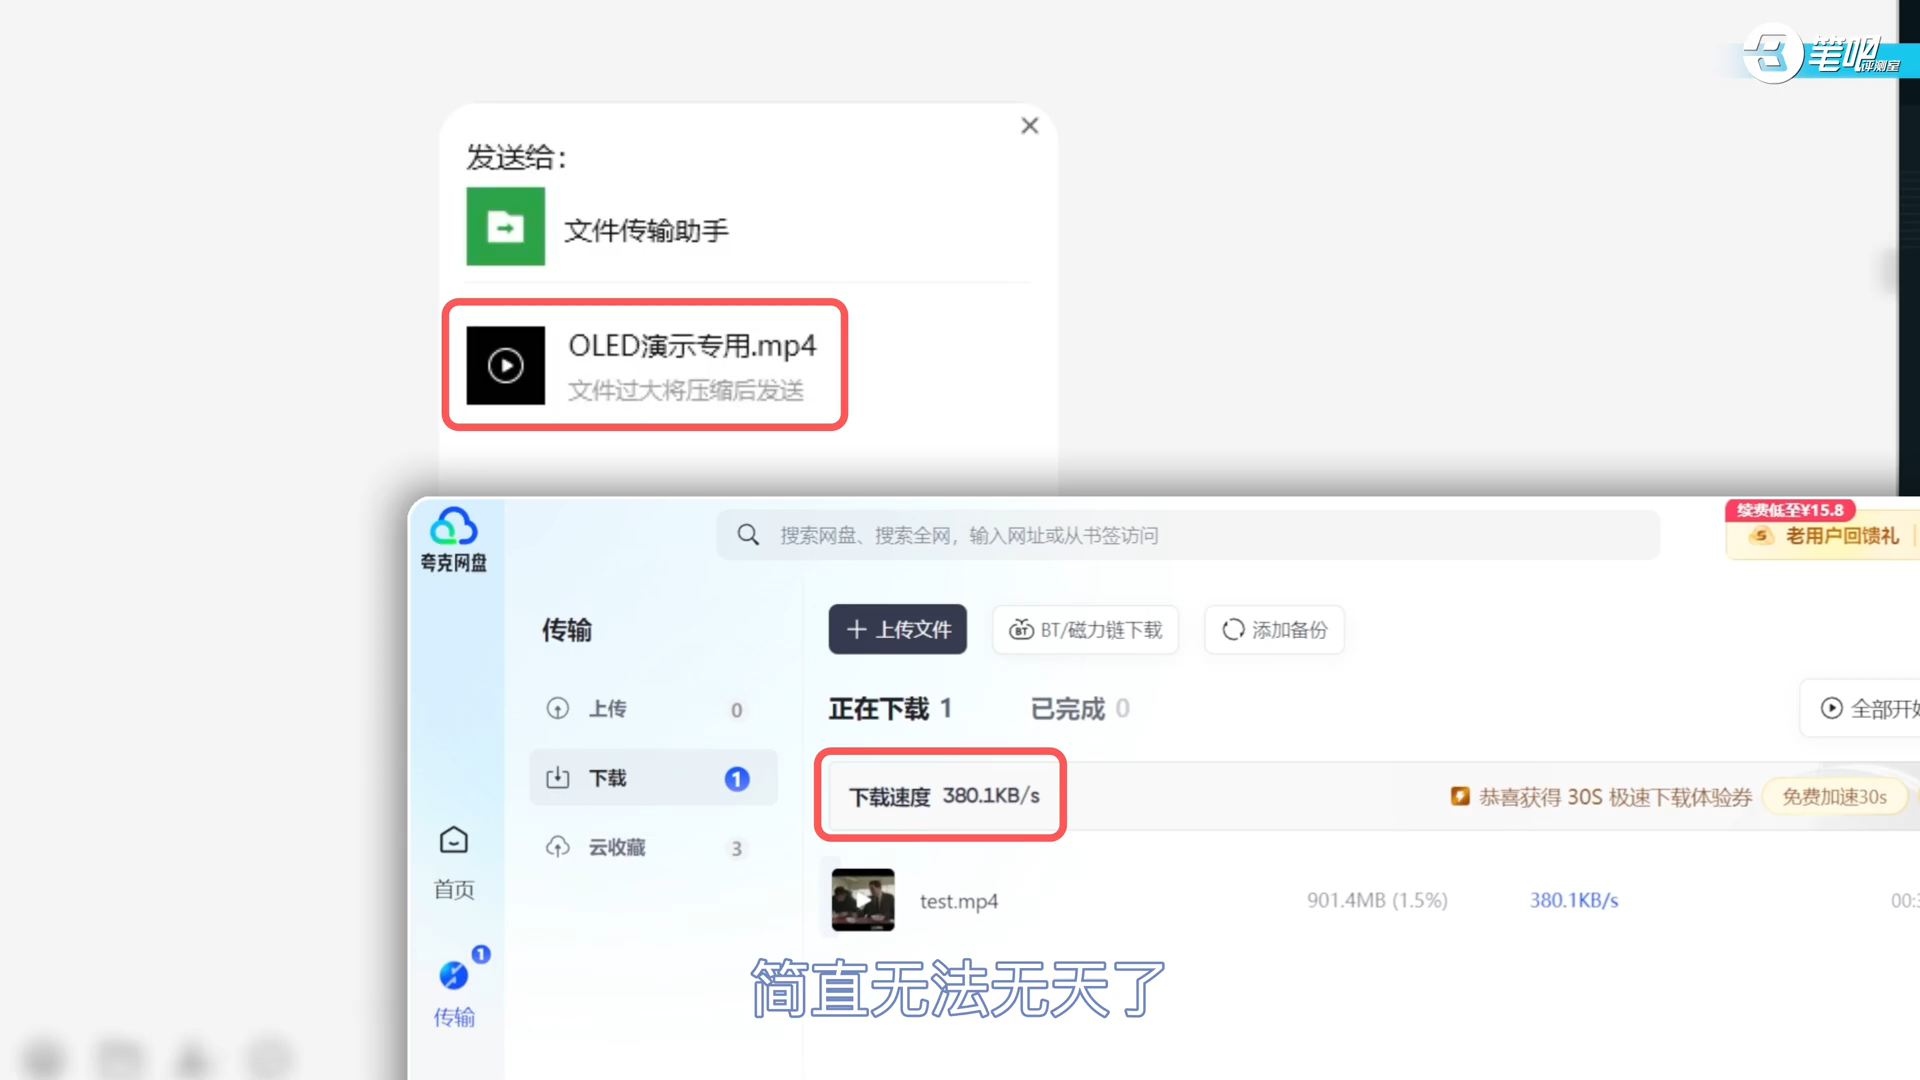 笔吧
评测室
发送给：
文件传输助手
OLED演示专用.mp4
文件过大将压缩后发送
夸克网盘
搜索网盘、搜索全网，输入网址或从书签访问
续费低至¥15.8
老用户回馈礼
传输
上传文件
BT/磁力链下载
添加备份
上传 0
正在下载 1
已完成 0
全部开始
下载 1
下载速度 380.1KB/s
恭喜获得 30S 极速下载体验券
免费加速30s
云收藏 3
首页
test.mp4
901.4MB (1.5%)
380.1KB/s
00:3
1
传输
简直无法无天了